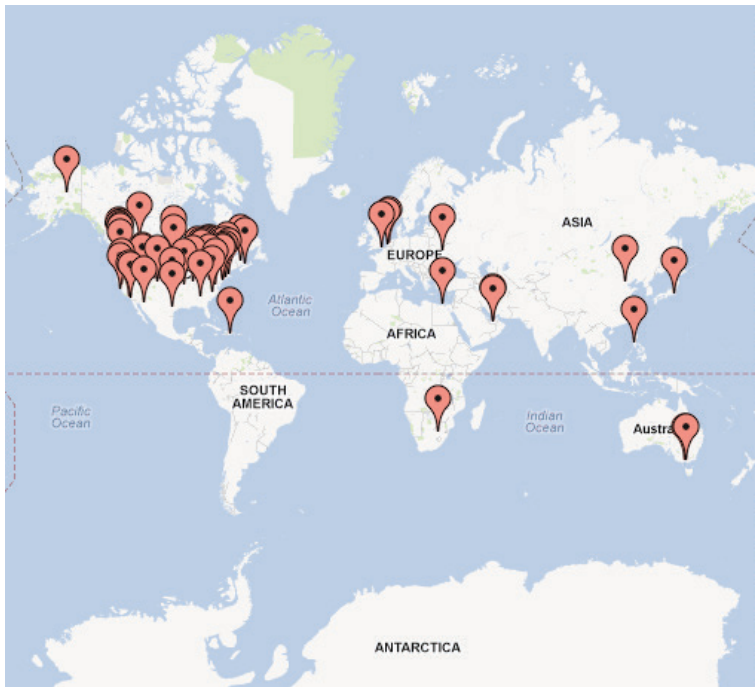 ASIA
EUROPE
Atlantic
Ocean
AFRICA
SOUTH
AMERICA
Pacific
Ocean
Indian
Ocean
Austra
ANTARCTICA